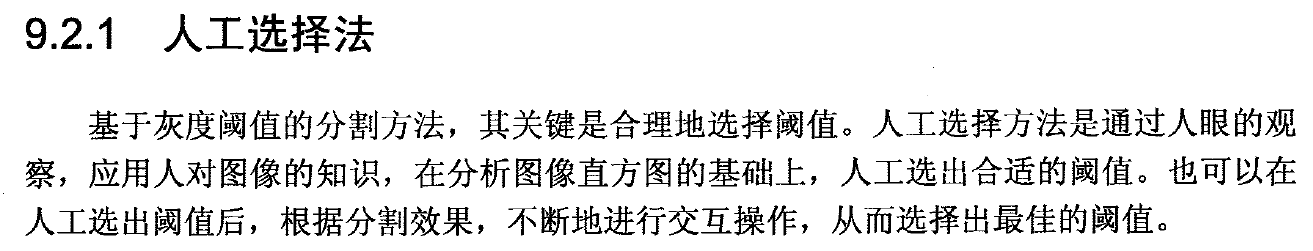 9.2.1 人工选择法
基于灰度阈值的分割方法，其关键是合理地选择阈值。人工选择方法是通过人眼的观
察，应用人对图像的知识，在分析图像直方图的基础上，人工选出合适的阈值。也可以在
人工选出阈值后，根据分割效果，不断地进行交互操作，从而选择出最佳的阈值。